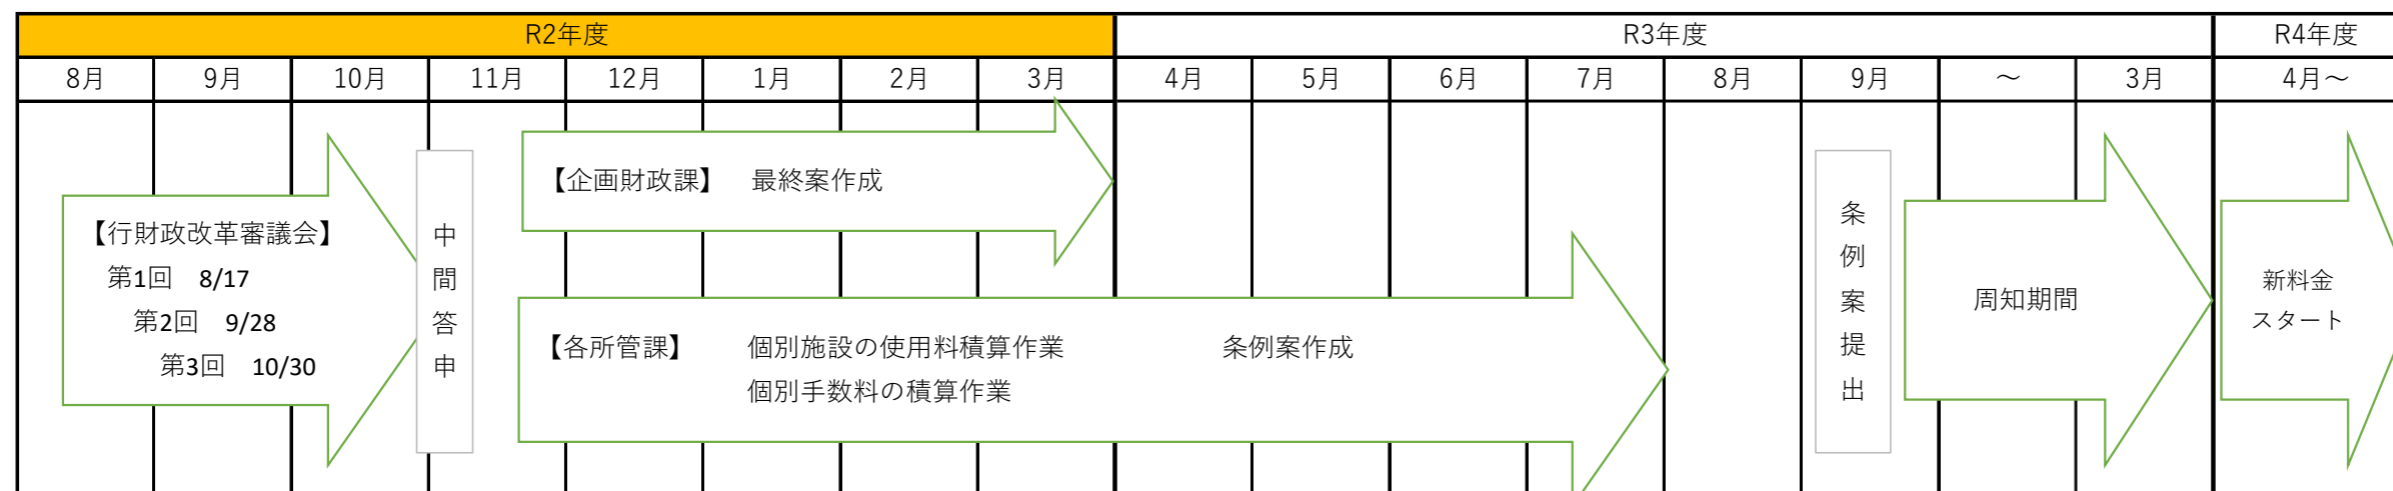 R2年度
R3年度
R4年度
8月
9月
10月
11月
12月
1月
2月
3月
4月
5月
6月
7月
8月
9月
～
3月
4月～
【行財政改革審議会】
第1回　8/17
第2回　9/28
第3回　10/30
中間答申
【企画財政課】　最終案作成
【各所管課】　個別施設の使用料積算作業　条例案作成
個別手数料の積算作業
条例案提出
周知期間
新料金
スタート